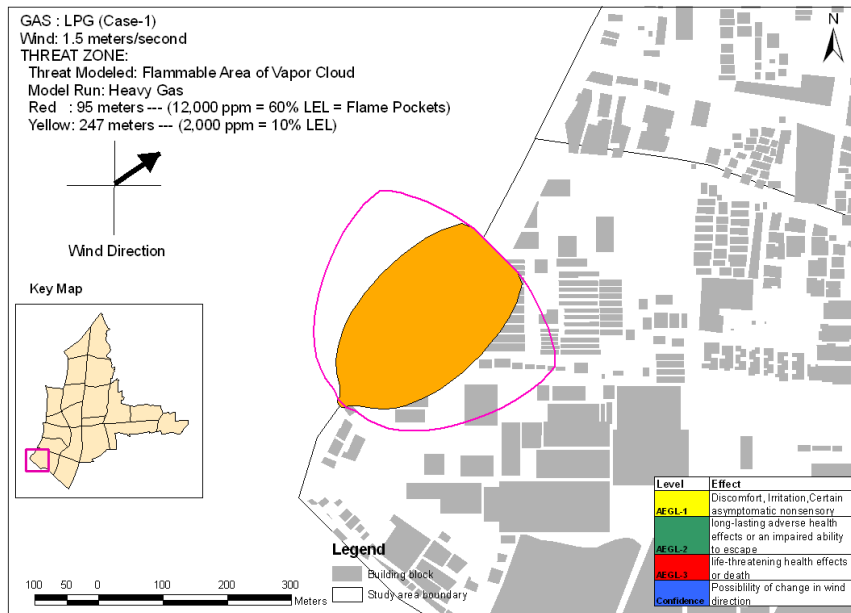 GAS : LPG (Case-1)
Wind: 1.5 meters/second
THREAT ZONE:
Threat Modeled: Flammable Area of Vapor Cloud
Model Run: Heavy Gas
Red : 95 meters --- (12,000 ppm = 60% LEL = Flame Pockets)
Yellow: 247 meters --- (2,000 ppm = 10% LEL)
N
Wind Direction
Key Map
Legend
Building block
Study area boundary
100 50 0 100 200 300
Meters
Level Effect
AEGL-1 Discomfort, Irritation,Certain
asymptomatic nonsensory
AEGL-2 long-lasting adverse health
effects or an impaired ability
to escape
AEGL-3 life-threatening health effects
or death
Confidence Possiblility of change in wind
direction